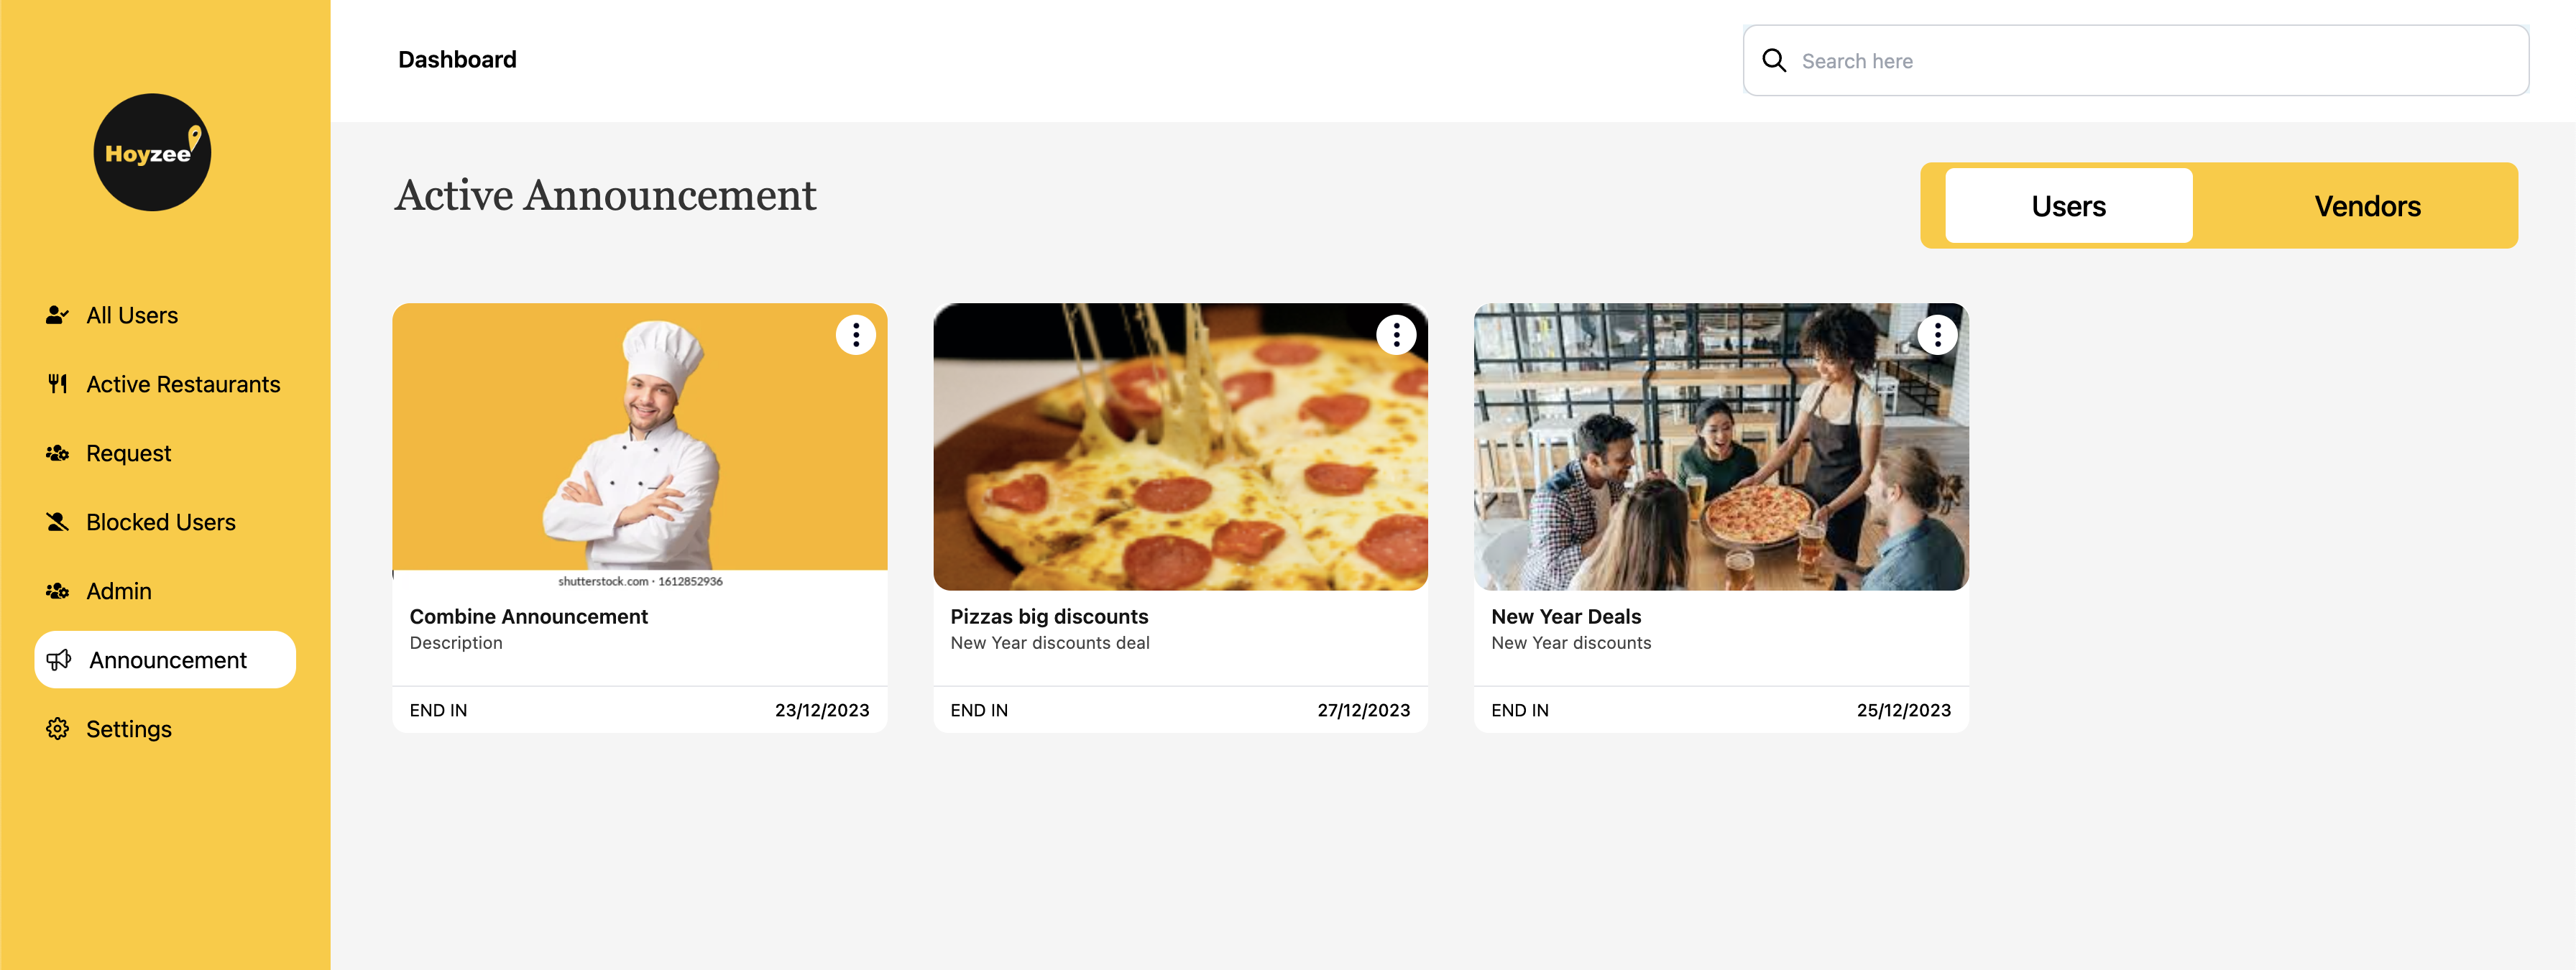 Hoyzee
All Users
Active Restaurants
Request
Blocked Users
Admin
Announcement
Settings
Dashboard
Search here
Active Announcement
Users
Vendors
shutterstock.com · 1612852936
Combine Announcement
Description
END IN 23/12/2023
Pizzas big discounts
New Year discounts deal
END IN 27/12/2023
New Year Deals
New Year discounts
END IN 25/12/2023